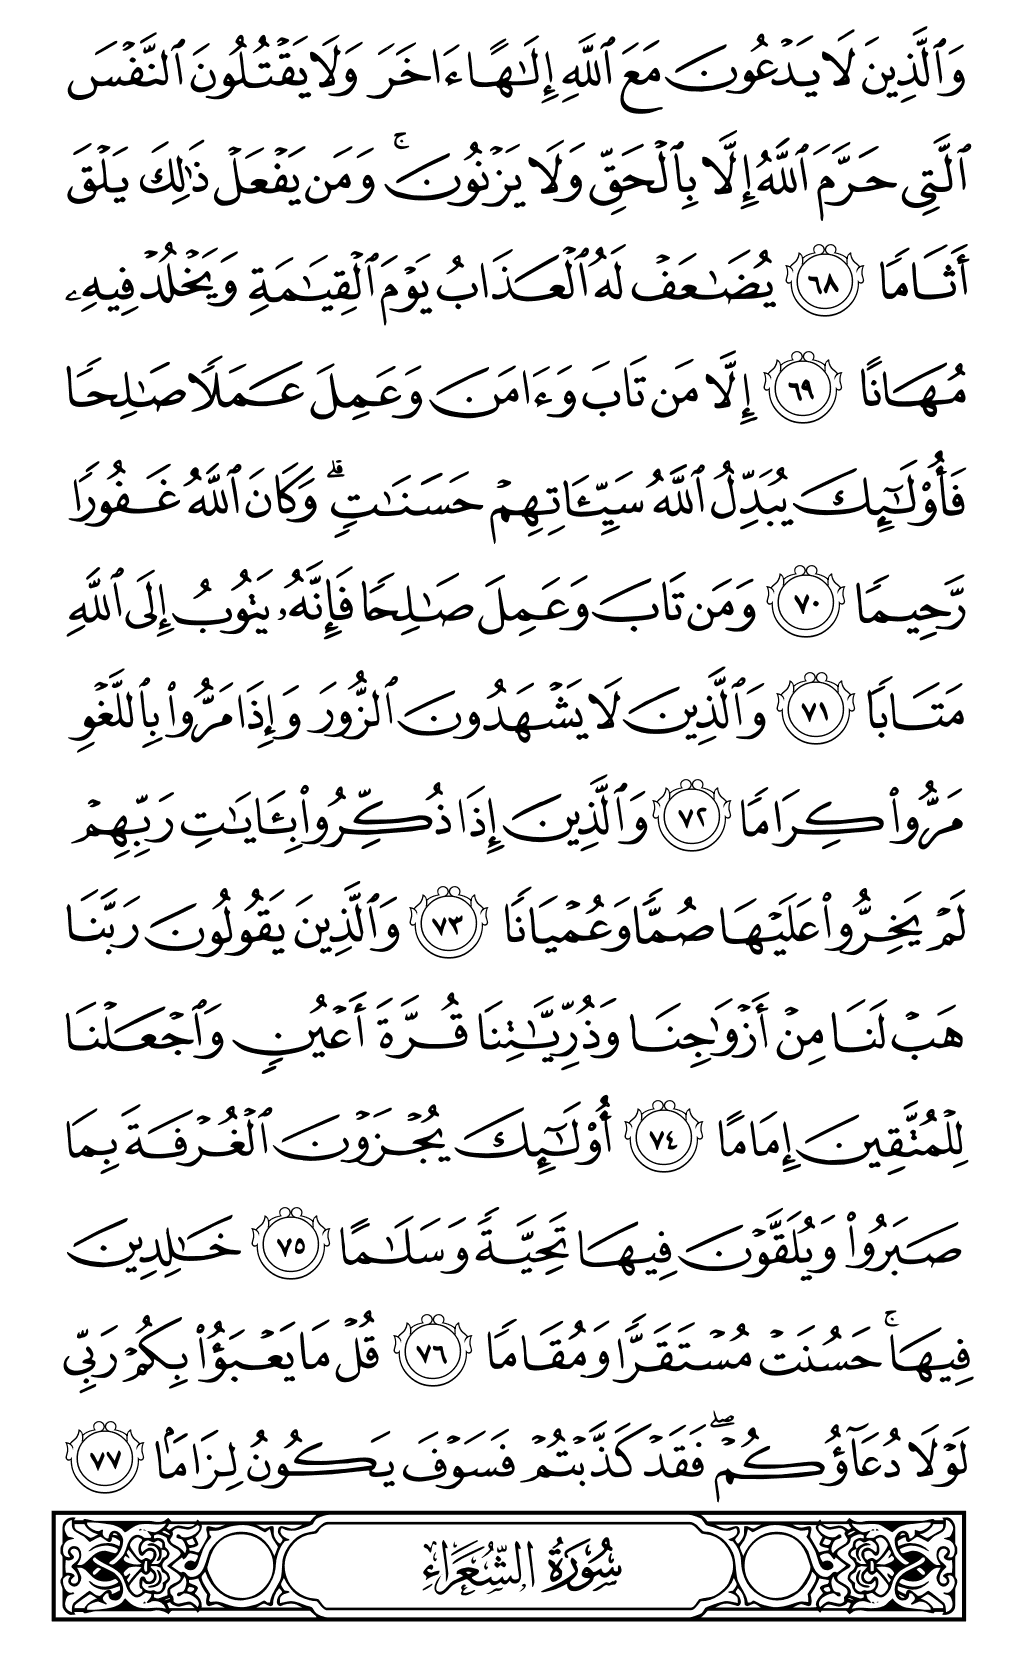 وَٱلَّذِينَ لَا يَدۡعُونَ مَعَ ٱللَّهِ إِلَـٰهًا ءَاخَرَ وَلَا يَقۡتُلُونَ ٱلنَّفۡسَ
ٱلَّتِي حَرَّمَ ٱللَّهُ إِلَّا بِٱلۡحَقِّ وَلَا يَزۡنُونَۚ وَمَن يَفۡعَلۡ ذَٰلِكَ يَلۡقَ
أَثَامٗا ٦٨ يُضَـٰعَفۡ لَهُ ٱلۡعَذَابُ يَوۡمَ ٱلۡقِيَـٰمَةِ وَيَخۡلُدۡ فِيهِۦ
مُهَانًا ٦٩ إِلَّا مَن تَابَ وَءَامَنَ وَعَمِلَ عَمَلٗا صَـٰلِحٗا
فَأُوْلَـٰٓئِكَ يُبَدِّلُ ٱللَّهُ سَيِّـَٔاتِهِمۡ حَسَنَـٰتٖۗ وَكَانَ ٱللَّهُ غَفُورٗا
رَّحِيمٗا ٧٠ وَمَن تَابَ وَعَمِلَ صَـٰلِحٗا فَإِنَّهُۥ يَتُوبُ إِلَى ٱللَّهِ
مَتَابٗا ٧١ وَٱلَّذِينَ لَا يَشۡهَدُونَ ٱلزُّورَ وَإِذَا مَرُّواْ بِٱللَّغۡوِ
مَرُّواْ كِرَامٗا ٧٢ وَٱلَّذِينَ إِذَا ذُكِّرُواْ بِـَٔايَـٰتِ رَبِّهِمۡ
لَمۡ يَخِرُّواْ عَلَيۡهَا صُمّٗا وَعُمۡيَانٗا ٧٣ وَٱلَّذِينَ يَقُولُونَ رَبَّنَا
هَبۡ لَنَا مِنۡ أَزۡوَٰجِنَا وَذُرِّيَّـٰتِنَا قُرَّةَ أَعۡيُنٖ وَٱجۡعَلۡنَا
لِلۡمُتَّقِينَ إِمَامًا ٧٤ أُوْلَـٰٓئِكَ يُجۡزَوۡنَ ٱلۡغُرۡفَةَ بِمَا
صَبَرُواْ وَيُلَقَّوۡنَ فِيهَا تَحِيَّةٗ وَسَلَـٰمًا ٧٥ خَـٰلِدِينَ
فِيهَاۚ حَسُنَتۡ مُسۡتَقَرّٗا وَمُقَامٗا ٧٦ قُلۡ مَا يَعۡبَؤُاْ بِكُمۡ رَبِّي
لَوۡلَا دُعَآؤُكُمۡۖ فَقَدۡ كَذَّبۡتُمۡ فَسَوۡفَ يَكُونُ لِزَامَۢا ٧٧
سُورَةُ الشُّعَرَاءِ